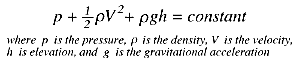 p + ½ρV² + ρgh = constant
where p is the pressure, ρ is the density, V is the velocity,
h is elevation, and g is the gravitational acceleration